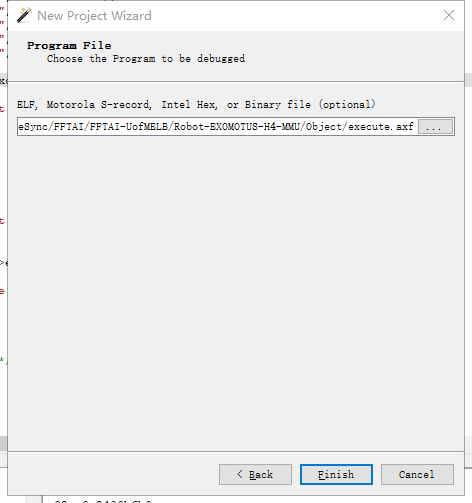 New Project Wizard
Program File
Choose the Program to be debugged
ELF, Motorola S-record, Intel Hex, or Binary file (optional)
eSync/FFTAI/FFTAI-UofMELB/Robot-EXOMOTUS-H4-MMU/Object/execute.axf
...
< Back
Finish
Cancel